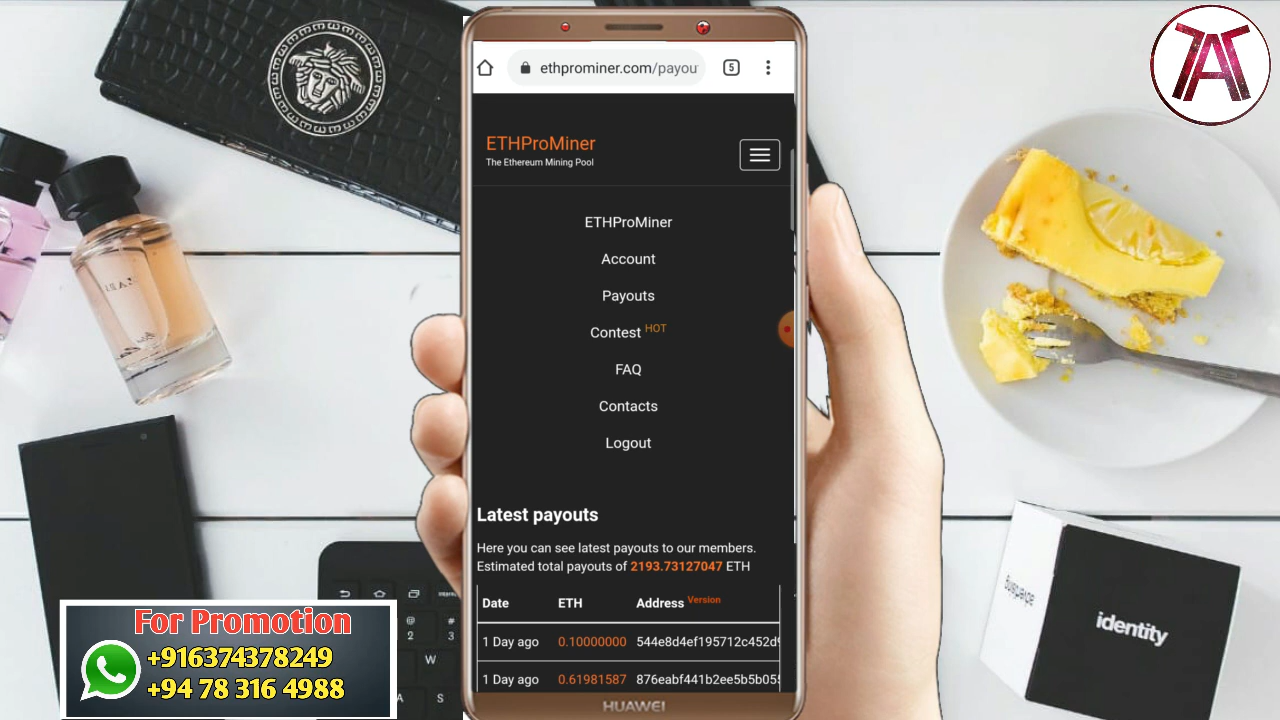 ethprominer.com/payou
5
ETHProMiner
The Ethereum Mining Pool
ETHProMiner
Account
Payouts
Contest HOT
FAQ
Contacts
Logout
Latest payouts
Here you can see latest payouts to our members.
Estimated total payouts of 2193.73127047 ETH
Date ETH Address Version
1 Day ago 0.10000000 544e8d4ef195712c452d
1 Day ago 0.61981587 876eabf441b2ee5b5b05
HUAWEI
For Promotion
+916374378249
+94 78 316 4988
identity
@
2
#
3
W
A
S